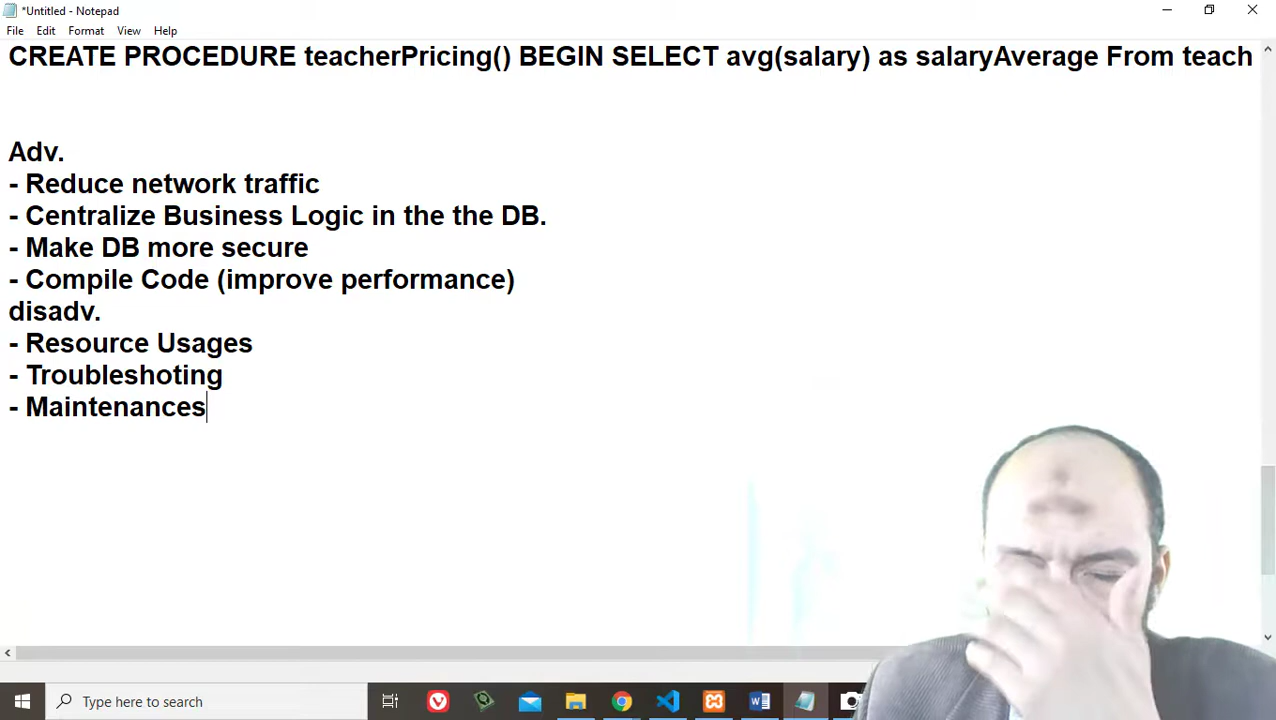 *Untitled - Notepad
File Edit Format View Help
CREATE PROCEDURE teacherPricing() BEGIN SELECT avg(salary) as salaryAverage From teach
Adv.
- Reduce network traffic
- Centralize Business Logic in the the DB.
- Make DB more secure
- Compile Code (improve performance)
disadv.
- Resource Usages
- Troubleshoting
- Maintenances
Type here to search